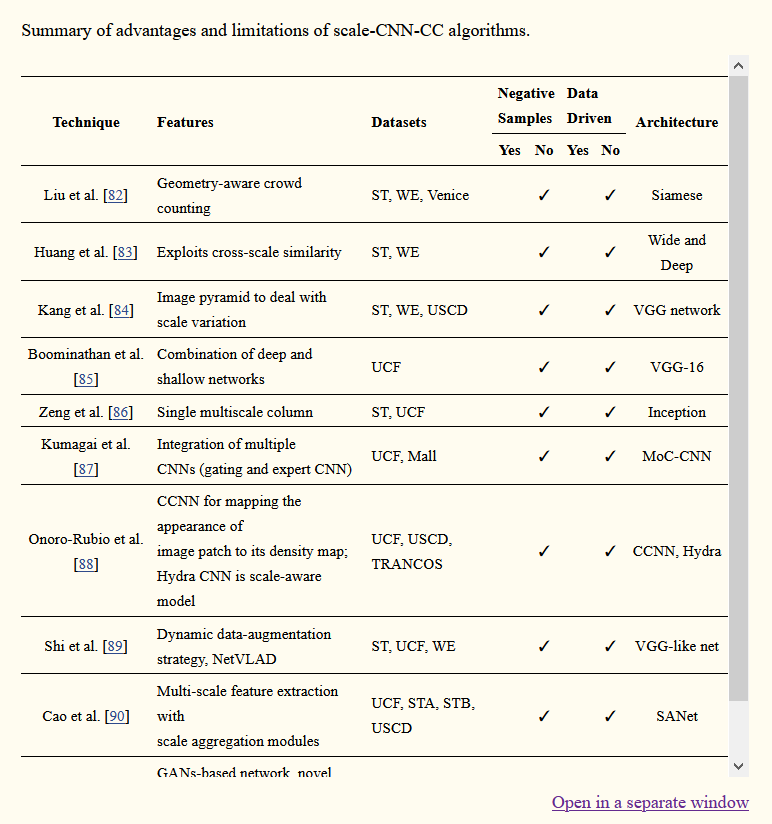 Summary of advantages and limitations of scale-CNN-CC algorithms.
Technique Features Datasets Negative Samples Data Driven Architecture
Yes No Yes No
Liu et al. [82] Geometry-aware crowd counting ST, WE, Venice ✓ ✓ Siamese
Huang et al. [83] Exploits cross-scale similarity ST, WE ✓ ✓ Wide and Deep
Kang et al. [84] Image pyramid to deal with scale variation ST, WE, USCD ✓ ✓ VGG network
Boominathan et al. [85] Combination of deep and shallow networks UCF ✓ ✓ VGG-16
Zeng et al. [86] Single multiscale column ST, UCF ✓ ✓ Inception
Kumagai et al. [87] Integration of multiple CNNs (gating and expert CNN) UCF, Mall ✓ ✓ MoC-CNN
Onoro-Rubio et al. [88] CCNN for mapping the appearance of image patch to its density map; Hydra CNN is scale-aware model UCF, USCD, TRANCOS ✓ ✓ CCNN, Hydra
Shi et al. [89] Dynamic data-augmentation strategy, NetVLAD ST, UCF, WE ✓ ✓ VGG-like net
Cao et al. [90] Multi-scale feature extraction with scale aggregation modules UCF, STA, STB, USCD ✓ ✓ SANet
GANs-based network, novel
Open in a separate window